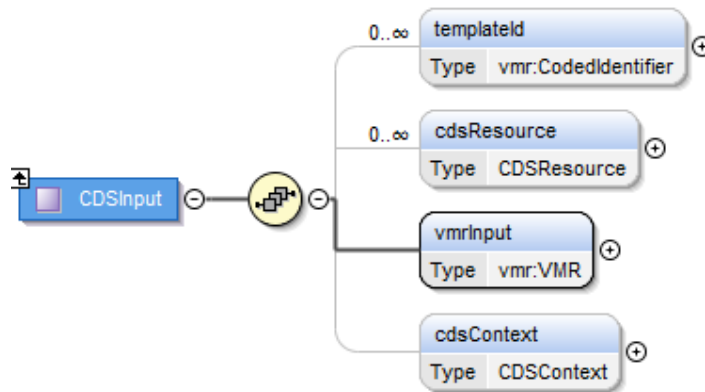 0..∞
templateId
Type vmr:CodedIdentifier
0..∞
cdsResource
Type CDSResource
CDSInput
vmrInput
Type vmr:VMR
cdsContext
Type CDSContext